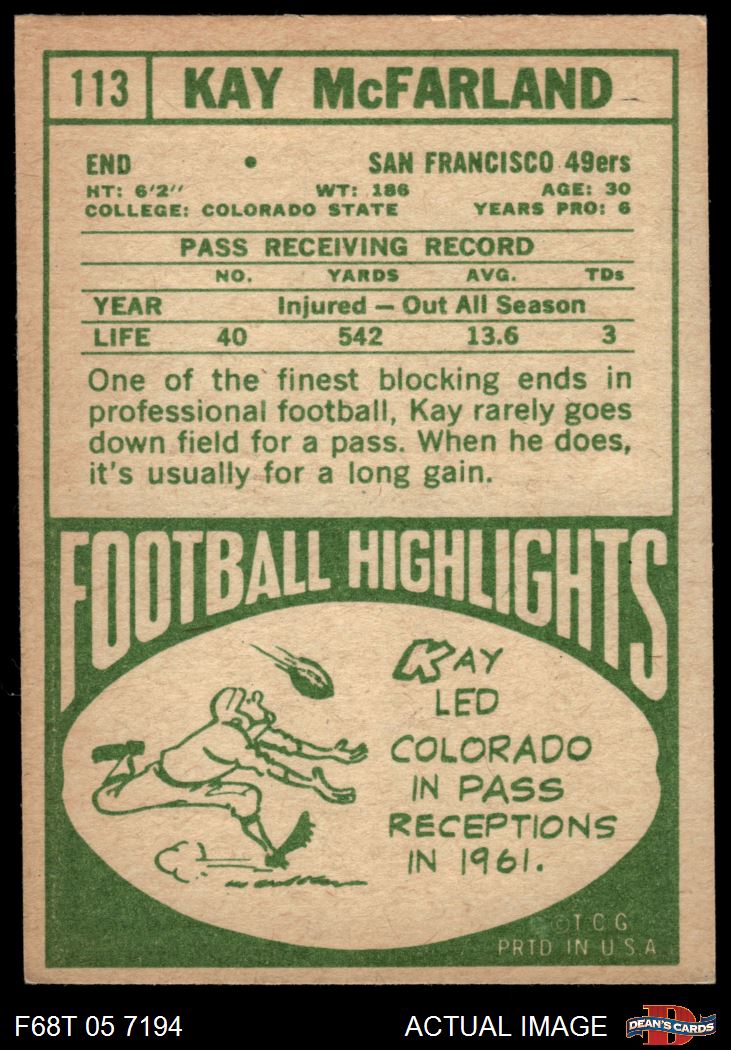 113 KAY McFARLAND
END • SAN FRANCISCO 49ers
HT: 6'2" WT: 186 AGE: 30
COLLEGE: COLORADO STATE YEARS PRO: 6
PASS RECEIVING RECORD
NO. YARDS AVG. TDs
YEAR Injured — Out All Season
LIFE 40 542 13.6 3
One of the finest blocking ends in
professional football, Kay rarely goes
down field for a pass. When he does,
it's usually for a long gain.
FOOTBALL HIGHLIGHTS
KAY
LED
COLORADO
IN PASS
RECEPTIONS
IN 1961.
©T C G
PRTD IN U S A
F68T 05 7194 ACTUAL IMAGE D DEAN'S CARDS